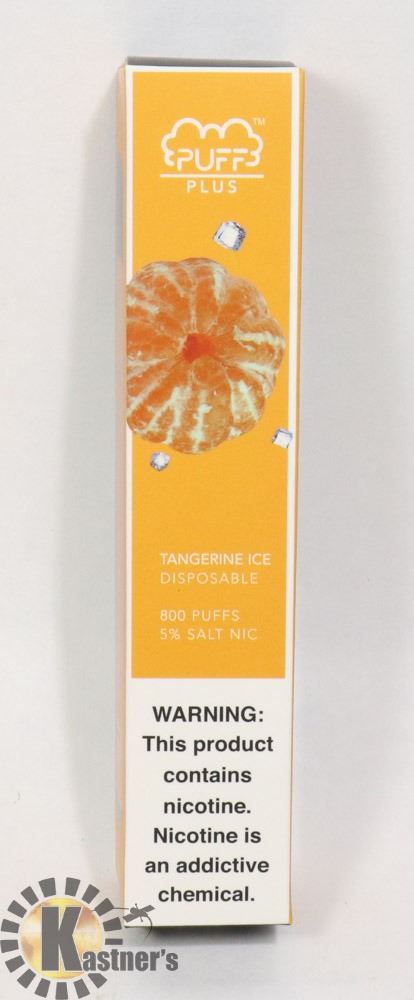 PUFF™
PLUS
TANGERINE ICE
DISPOSABLE
800 PUFFS
5% SALT NIC
WARNING:
This product
contains
nicotine.
Nicotine is
an addictive
chemical.
Kastner's